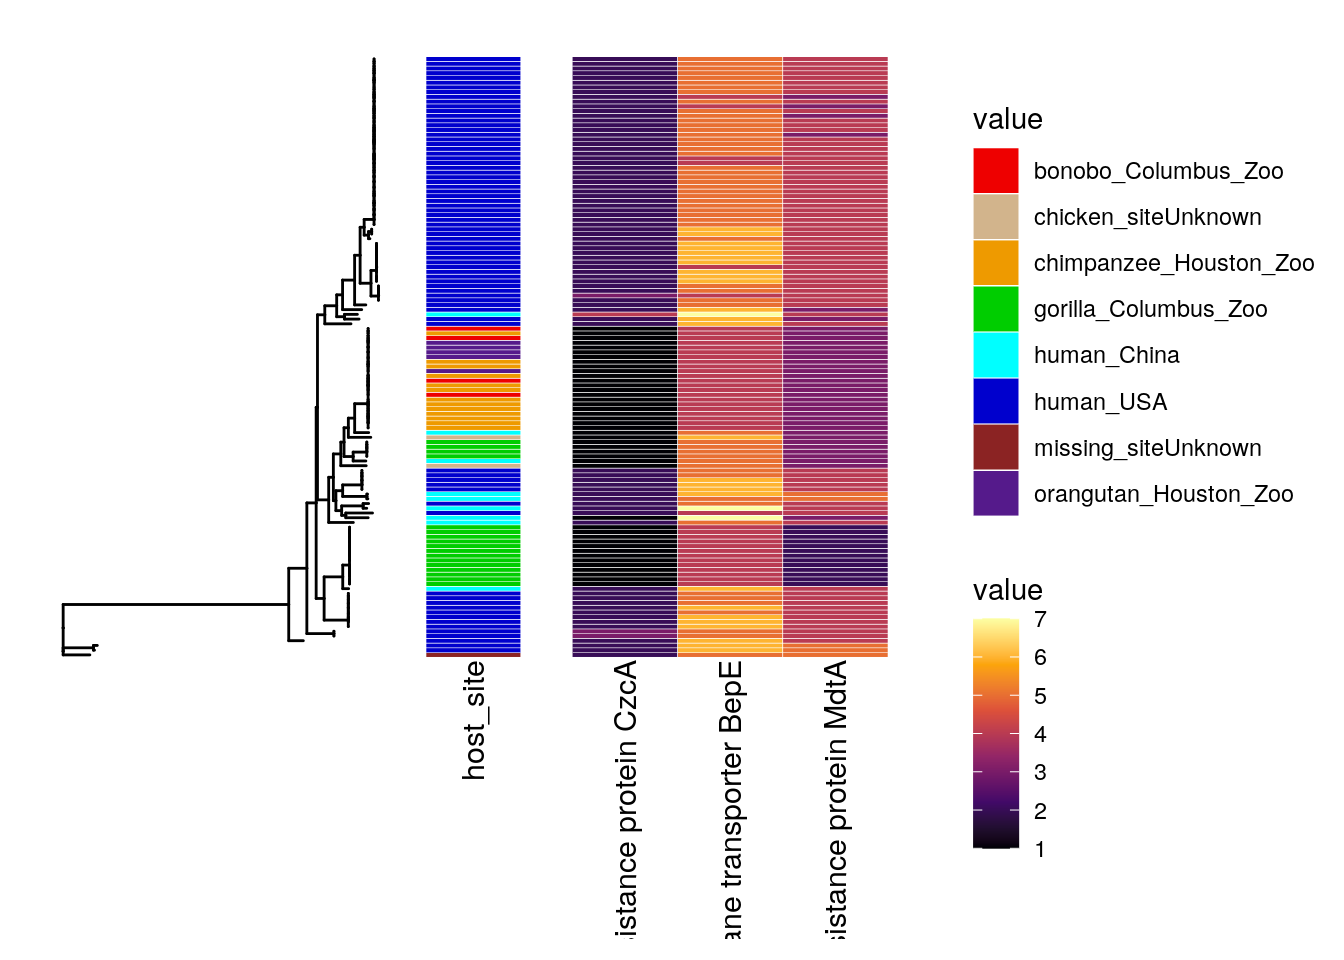 value
bonobo_Columbus_Zoo
chicken_siteUnknown
chimpanzee_Houston_Zoo
gorilla_Columbus_Zoo
human_China
human_USA
missing_siteUnknown
orangutan_Houston_Zoo
value
7
6
5
4
3
2
1
host_site
istance protein CzcA
ane transporter BepE
sistance protein MdtA